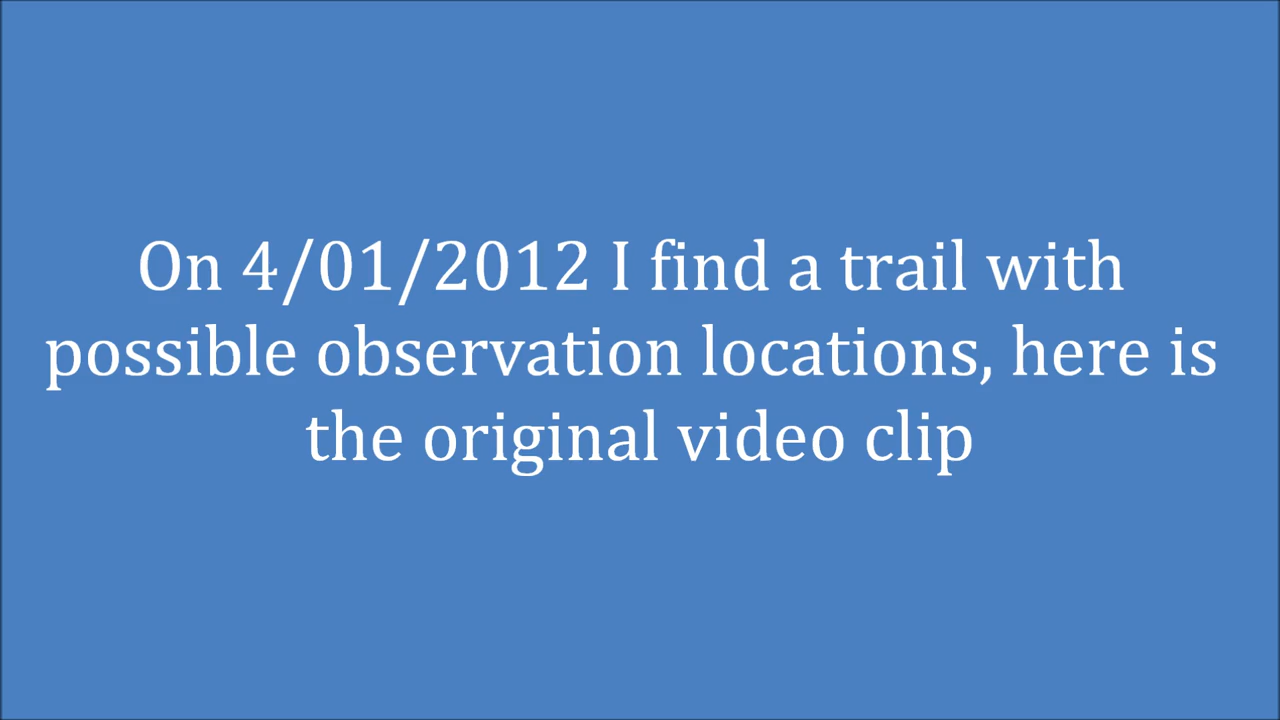 On 4/01/2012 I find a trail with
possible observation locations, here is
the original video clip